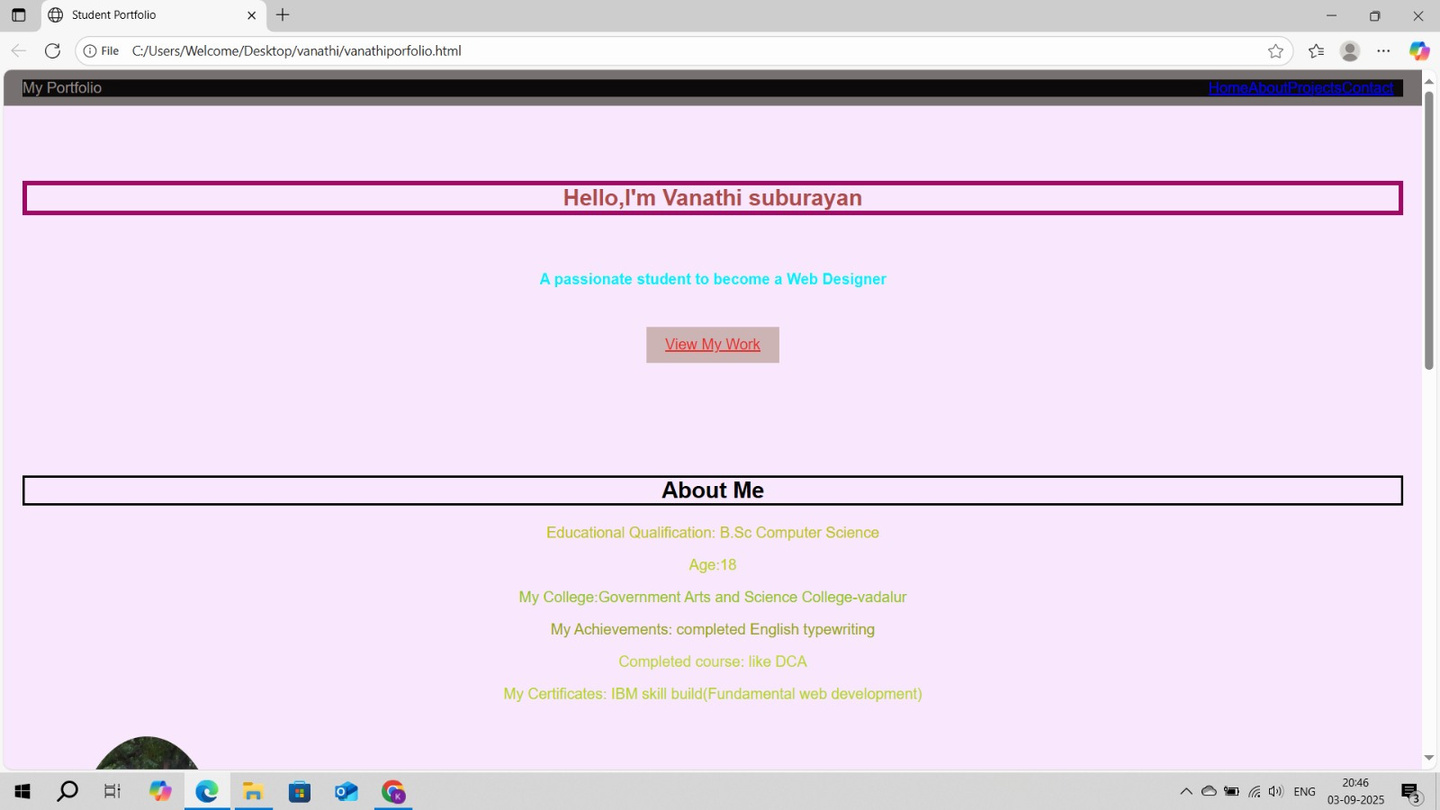 Student Portfolio
File C:/Users/Welcome/Desktop/vanathi/vanathiporfolio.html
My Portfolio HomeAboutProjectsContact
Hello,I'm Vanathi suburayan
A passionate student to become a Web Designer
View My Work
About Me
Educational Qualification: B.Sc Computer Science
Age:18
My College:Government Arts and Science College-vadalur
My Achievements: completed English typewriting
Completed course: like DCA
My Certificates: IBM skill build(Fundamental web development)
K
ENG
20:46
03-09-2025
3